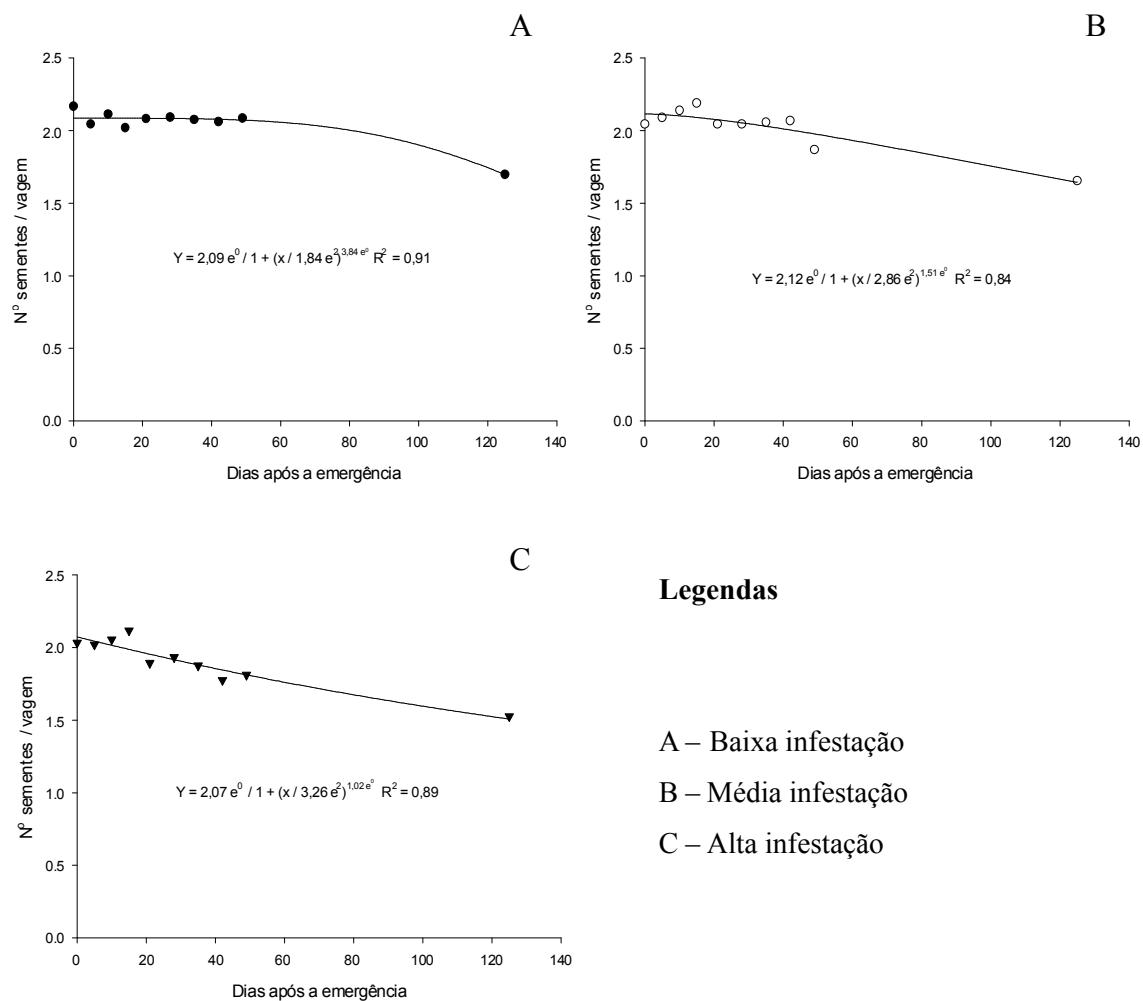 A
2.5
2.0
1.5
1.0
0.5
0.0
Nº sementes / vagem
Y = 2,09 e⁰ / 1 + (x / 1,84 e²)³,⁸⁴ ᵉ⁰ R² = 0,91
0 20 40 60 80 100 120 140
Dias após a emergência
B
2.5
2.0
1.5
1.0
0.5
0.0
Nº sementes / vagem
Y = 2,12 e⁰ / 1 + (x / 2,86 e²)¹,⁵¹ ᵉ⁰ R² = 0,84
0 20 40 60 80 100 120 140
Dias após a emergência
C
2.5
2.0
1.5
1.0
0.5
0.0
Nº sementes / vagem
Y = 2,07 e⁰ / 1 + (x / 3,26 e²)¹,⁰² ᵉ⁰ R² = 0,89
0 20 40 60 80 100 120 140
Dias após a emergência
Legendas
A – Baixa infestação
B – Média infestação
C – Alta infestação